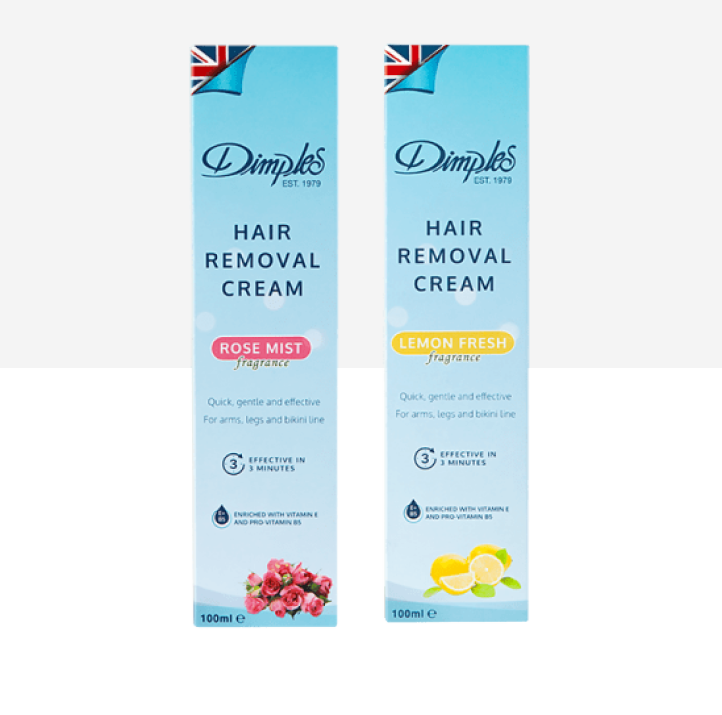 Dimples
EST. 1979
HAIR
REMOVAL
CREAM
ROSE MIST
fragrance
Quick, gentle and effective
For arms, legs and bikini line
3
EFFECTIVE IN
3 MINUTES
E+
B5
ENRICHED WITH VITAMIN E
AND PRO-VITAMIN B5
100ml ℮
Dimples
EST. 1979
HAIR
REMOVAL
CREAM
LEMON FRESH
fragrance
Quick, gentle and effective
For arms, legs and bikini line
3
EFFECTIVE IN
3 MINUTES
E+
B5
ENRICHED WITH VITAMIN E
AND PRO-VITAMIN B5
100ml ℮